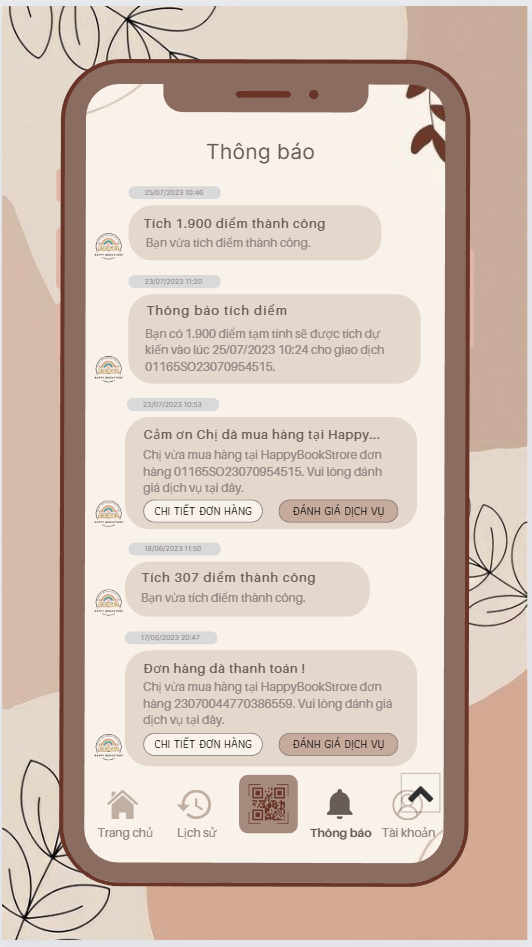 Thông báo
25/07/2023 10:46
Tích 1.900 điểm thành công
Bạn vừa tích điểm thành công.
23/07/2023 11:20
Thông báo tích điểm
Bạn có 1.900 điểm tạm tính sẽ được tích dự
kiến vào lúc 25/07/2023 10:24 cho giao dịch
01165SO23070954515.
23/07/2023 10:53
Cảm ơn Chị đã mua hàng tại Happy...
Chị vừa mua hàng tại HappyBookStrore đơn
hàng 01165SO23070954515. Vui lòng đánh
giá dịch vụ tại đây.
CHI TIẾT ĐƠN HÀNG
ĐÁNH GIÁ DỊCH VỤ
18/06/2023 11:50
Tích 307 điểm thành công
Bạn vừa tích điểm thành công.
17/06/2023 20:47
Đơn hàng đã thanh toán !
Chị vừa mua hàng tại HappyBookStrore đơn
hàng 23070044770386559. Vui lòng đánh giá
dịch vụ tại đây.
CHI TIẾT ĐƠN HÀNG
ĐÁNH GIÁ DỊCH VỤ
Trang chủ
Lịch sử
Thông báo
Tài khoản